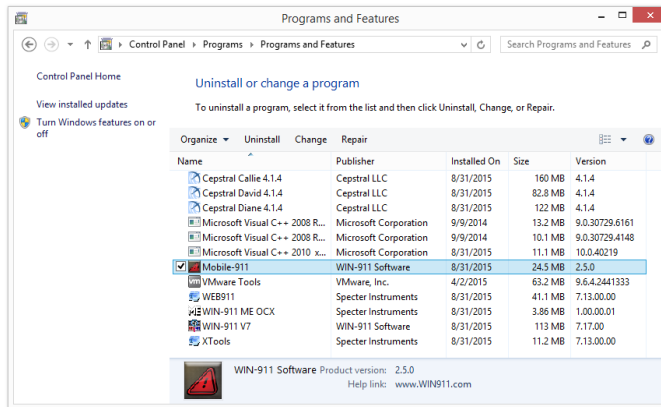 Programs and Features
Control Panel Programs Programs and Features Search Programs and Features
Control Panel Home
View installed updates
Turn Windows features on or
off
Uninstall or change a program
To uninstall a program, select it from the list and then click Uninstall, Change, or Repair.
Organize Uninstall Change Repair
Name Publisher Installed On Size Version
Cepstral Callie 4.1.4 Cepstral LLC 8/31/2015 160 MB 4.1.4
Cepstral David 4.1.4 Cepstral LLC 8/31/2015 82.8 MB 4.1.4
Cepstral Diane 4.1.4 Cepstral LLC 8/31/2015 122 MB 4.1.4
Microsoft Visual C++ 2008 R... Microsoft Corporation 9/9/2014 13.2 MB 9.0.30729.6161
Microsoft Visual C++ 2008 R... Microsoft Corporation 9/9/2014 10.1 MB 9.0.30729.4148
Microsoft Visual C++ 2010 x... Microsoft Corporation 8/31/2015 11.1 MB 10.0.40219
Mobile-911 WIN-911 Software 8/31/2015 24.5 MB 2.5.0
vm VMware Tools VMware, Inc. 4/2/2015 63.2 MB 9.6.4.2441333
WEB911 Specter Instruments 8/31/2015 41.1 MB 7.13.00.00
WIN-911 ME OCX Specter Instruments 8/31/2015 3.86 MB 1.00.00.01
WIN-911 V7 WIN-911 Software 8/31/2015 113 MB 7.17.00
XTools Specter Instruments 8/31/2015 11.2 MB 7.13.00.00
WIN-911 Software Product version: 2.5.0
Help link: www.WIN911.com